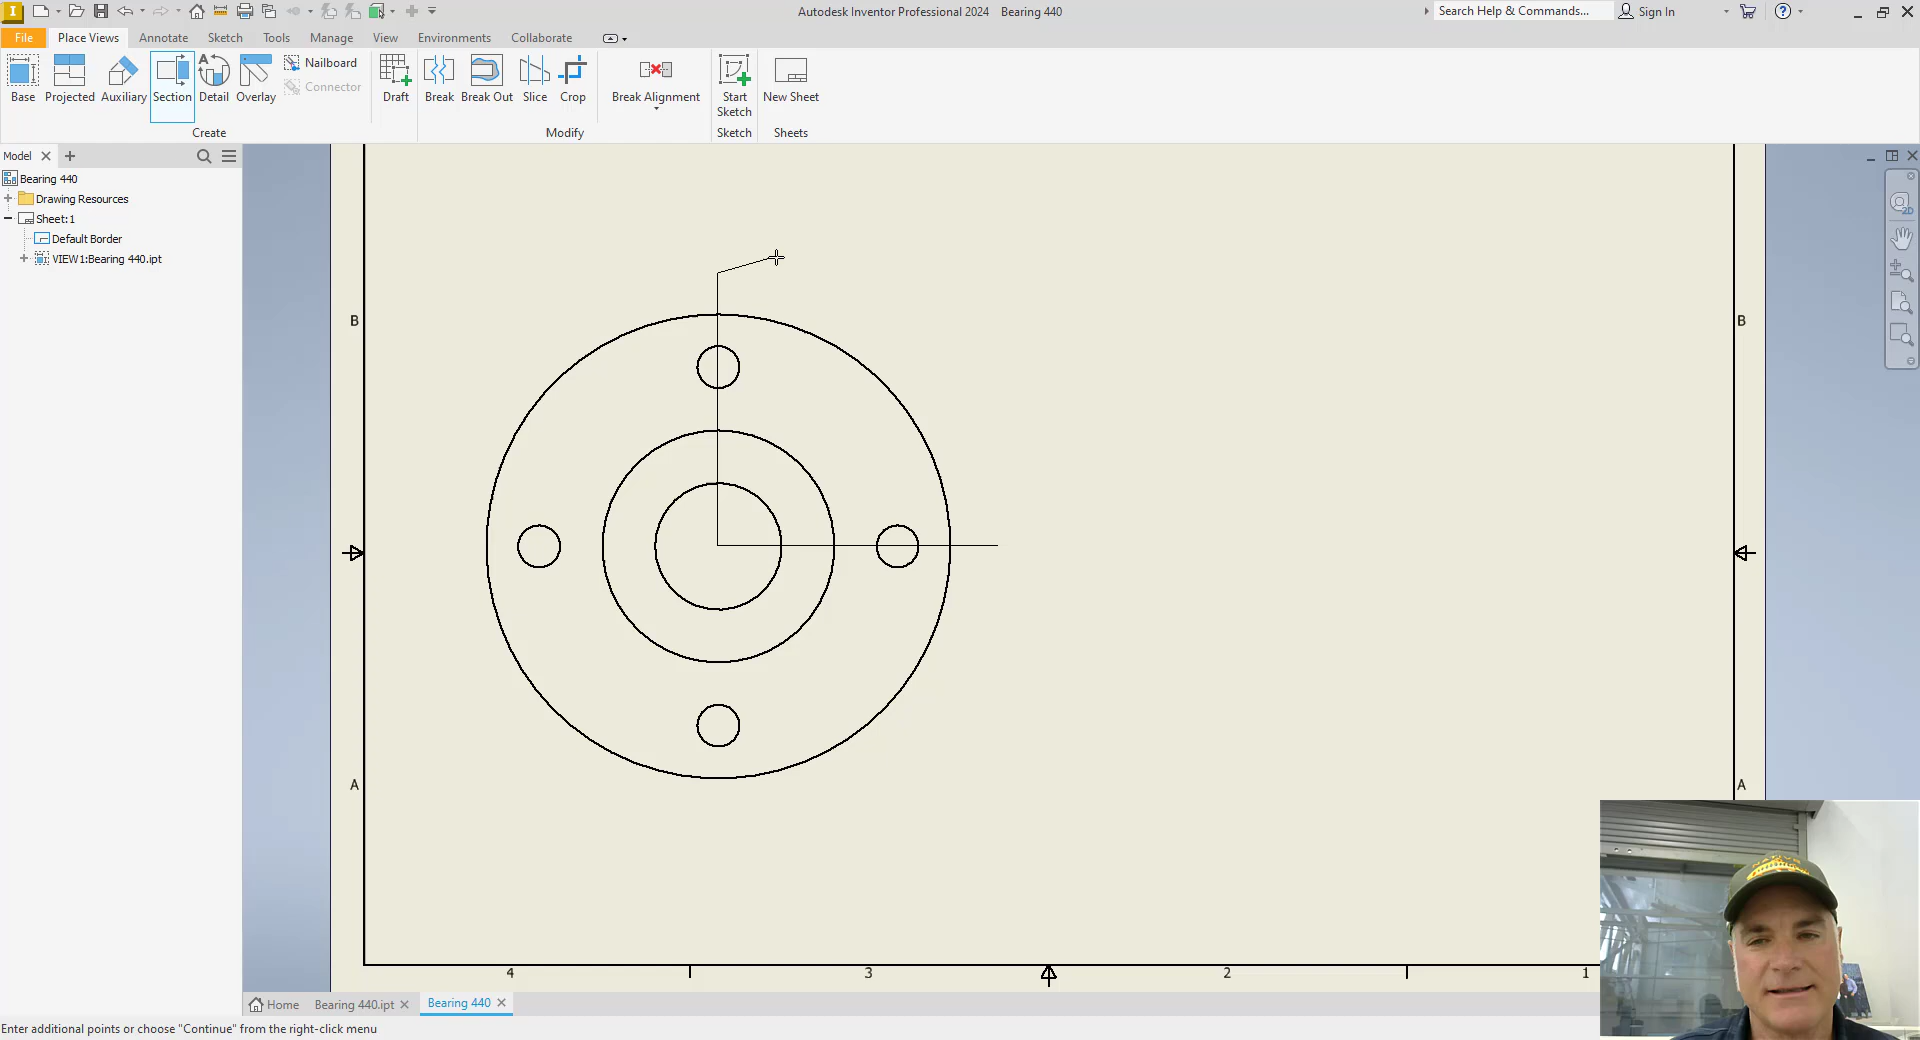 Autodesk Inventor Professional 2024 Bearing 440
Search Help & Commands... Sign In
File Place Views Annotate Sketch Tools Manage View Environments Collaborate
Base Projected Auxiliary Section Detail Overlay
Nailboard
Connector
Draft Break Break Out Slice Crop Break Alignment
Start
Sketch
New Sheet
Create Modify Sketch Sheets
Model
Bearing 440
Drawing Resources
Sheet:1
Default Border
VIEW1:Bearing 440.ipt
B B
A A
4 3 2 1
Home Bearing 440.ipt Bearing 440
Enter additional points or choose "Continue" from the right-click menu